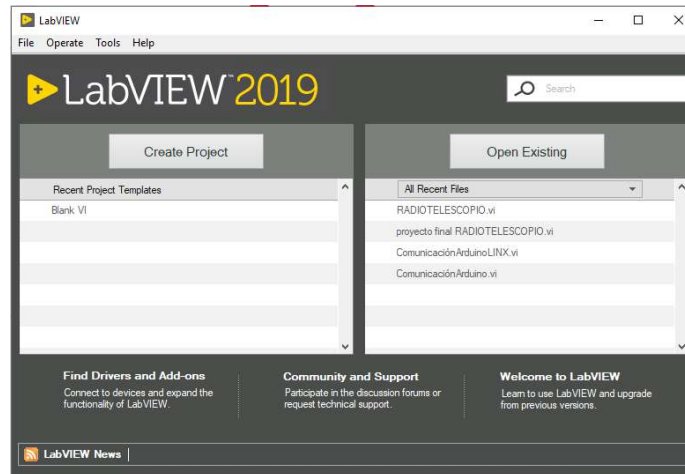 LabVIEW
File Operate Tools Help
LabVIEW™ 2019
Search
Create Project
Open Existing
Recent Project Templates
Blank VI
All Recent Files
RADIOTELESCOPIO.vi
proyecto final RADIOTELESCOPIO.vi
ComunicaciónArduinoLINX.vi
ComunicaciónArduino.vi
Find Drivers and Add-ons
Connect to devices and expand the
functionality of LabVIEW.
Community and Support
Participate in the discussion forums or
request technical support.
Welcome to LabVIEW
Learn to use LabVIEW and upgrade
from previous versions.
LabVIEW News